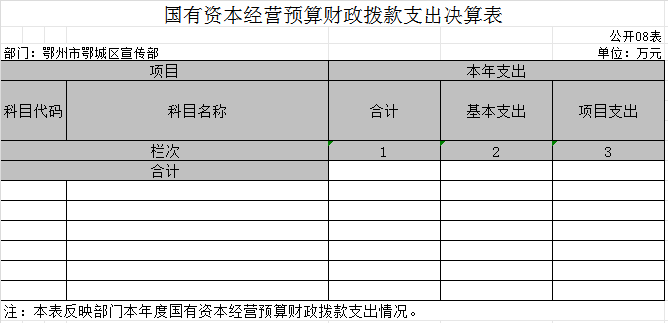 国有资本经营预算财政拨款支出决算表
公开08表
部门：鄂州市鄂城区宣传部 单位：万元
项目 本年支出
科目代码 科目名称 合计 基本支出 项目支出
栏次 1 2 3
合计
注：本表反映部门本年度国有资本经营预算财政拨款支出情况。